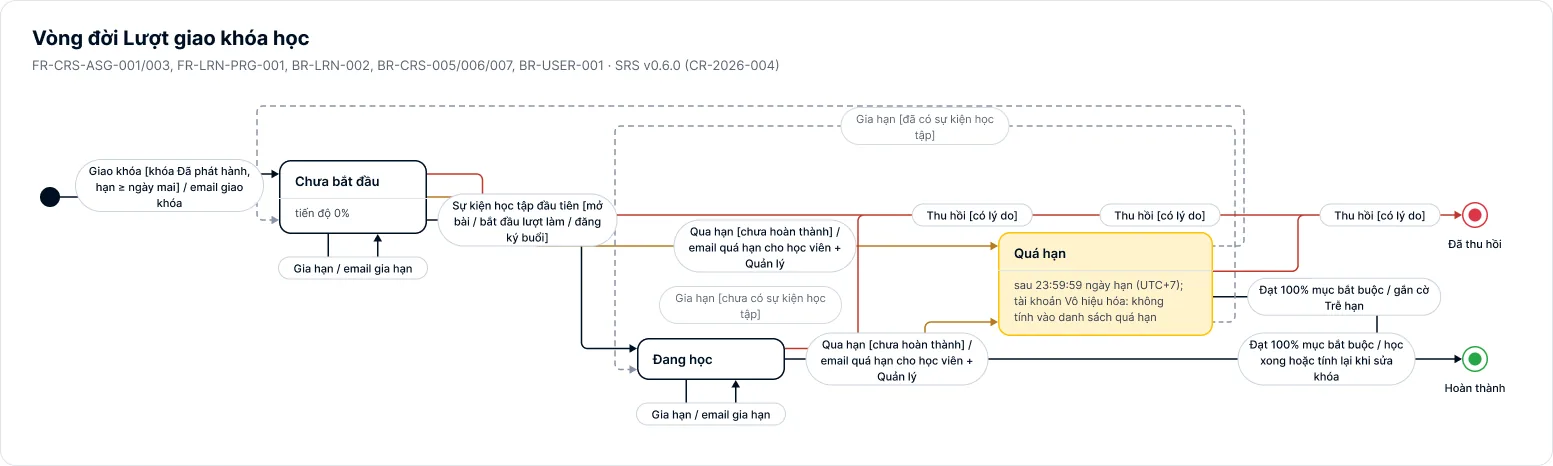 Vòng đời Lượt giao khóa học
FR-CRS-ASG-001/003, FR-LRN-PRG-001, BR-LRN-002, BR-CRS-005/006/007, BR-USER-001 · SRS v0.6.0 (CR-2026-004)
Gia hạn [đã có sự kiện học
tập]
Giao khóa [khóa Đã phát hành,
hạn ≥ ngày mai] / email giao
khóa
Chưa bắt đầu
tiến độ 0%
Gia hạn / email gia hạn
Sự kiện học tập đầu tiên [mở
bài / bắt đầu lượt làm / đăng
ký buổi]
Qua hạn [chưa hoàn thành] /
email quá hạn cho học viên +
Quản lý
Thu hồi [có lý do]
Thu hồi [có lý do]
Thu hồi [có lý do]
Đã thu hồi
Quá hạn
sau 23:59:59 ngày hạn (UTC+7);
tài khoản Vô hiệu hóa: không
tính vào danh sách quá hạn
Gia hạn [chưa có sự kiện học
tập]
Đạt 100% mục bắt buộc / gắn cờ
Trễ hạn
Đang học
Qua hạn [chưa hoàn thành] /
email quá hạn cho học viên +
Quản lý
Đạt 100% mục bắt buộc / học
xong hoặc tính lại khi sửa
khóa
Hoàn thành
Gia hạn / email gia hạn